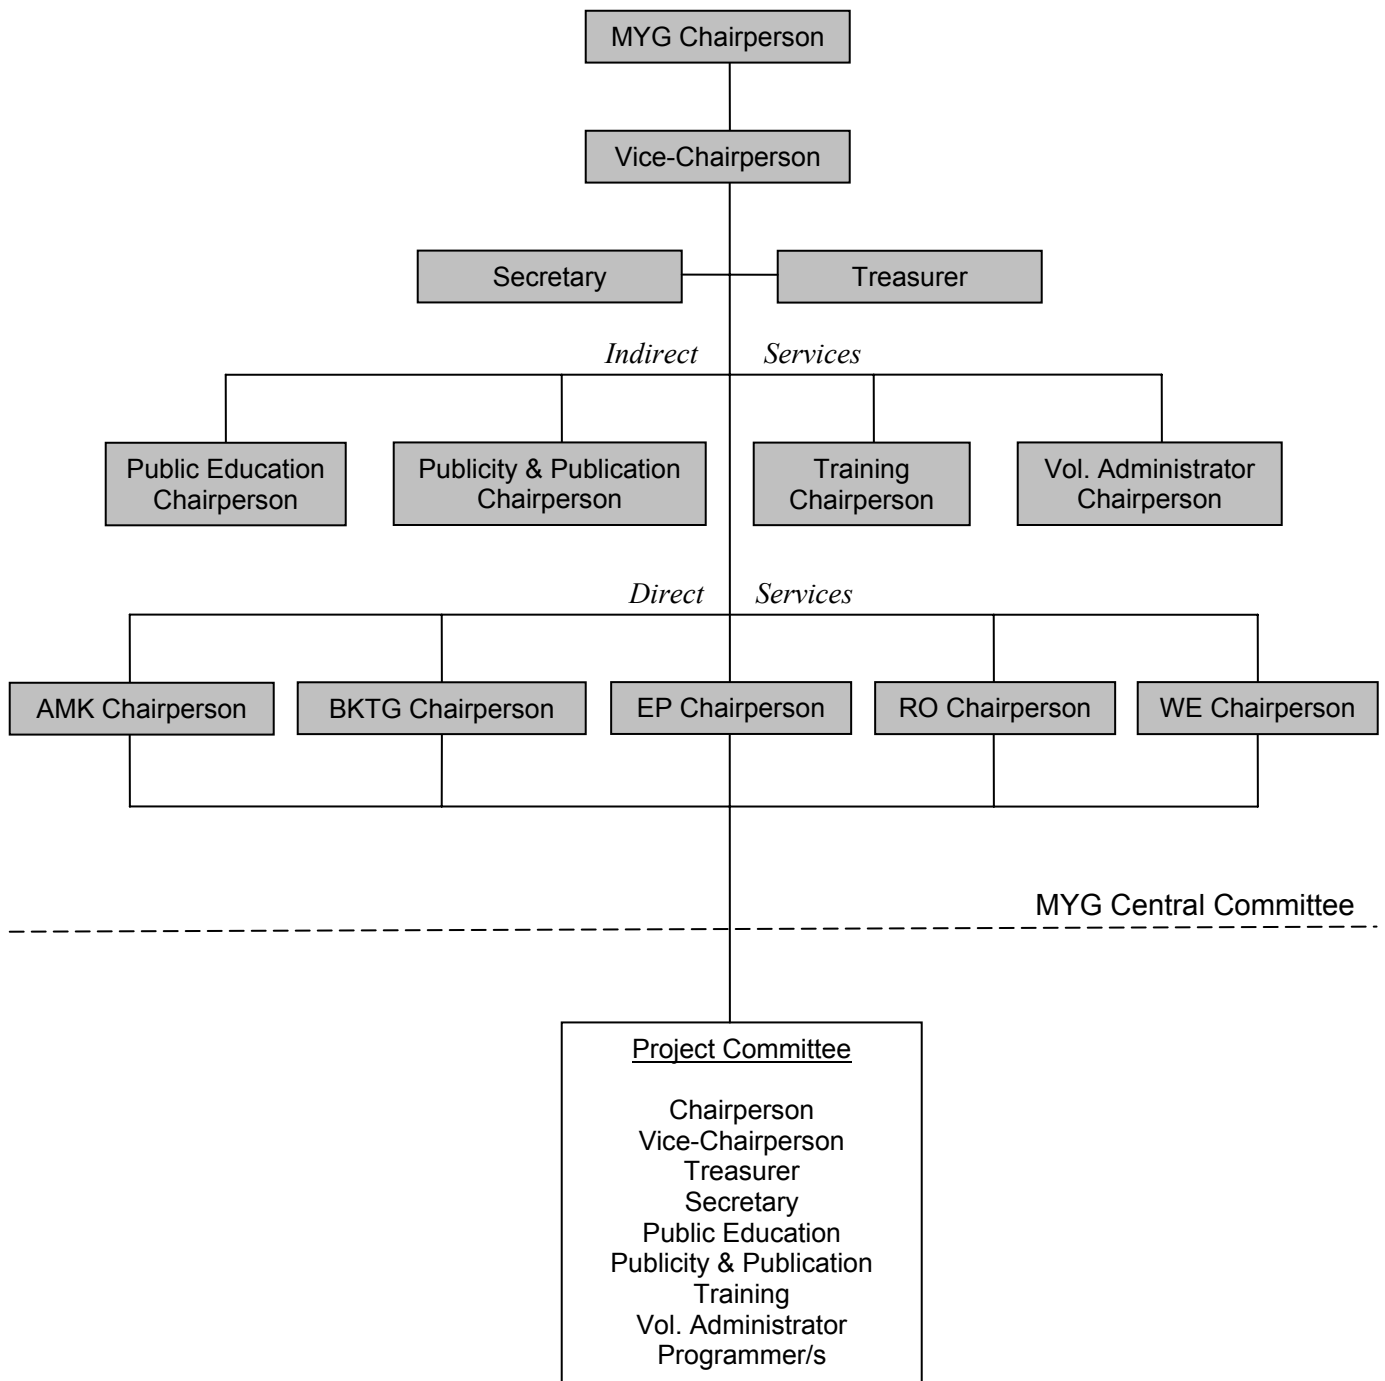 MYG Chairperson
Vice-Chairperson
Secretary
Treasurer
Indirect Services
Public Education
Chairperson
Publicity & Publication
Chairperson
Training
Chairperson
Vol. Administrator
Chairperson
Direct Services
AMK Chairperson
BKTG Chairperson
EP Chairperson
RO Chairperson
WE Chairperson
MYG Central Committee
Project Committee
Chairperson
Vice-Chairperson
Treasurer
Secretary
Public Education
Publicity & Publication
Training
Vol. Administrator
Programmer/s